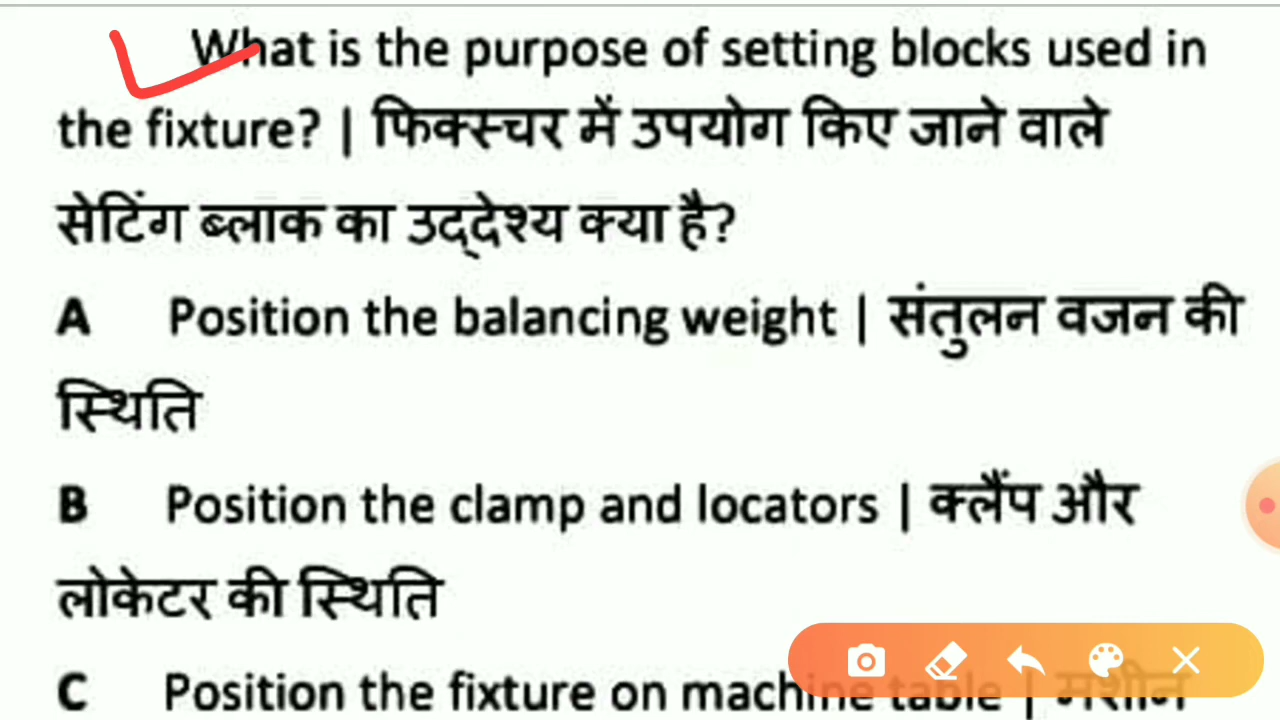 What is the purpose of setting blocks used in
the fixture? | फिक्स्चर में उपयोग किए जाने वाले
सेटिंग ब्लाक का उद्देश्य क्या है?
A Position the balancing weight | संतुलन वजन की
स्थिति
B Position the clamp and locators | क्लैंप और
लोकेटर की स्थिति
C Position the fixture on machine table | मशीन